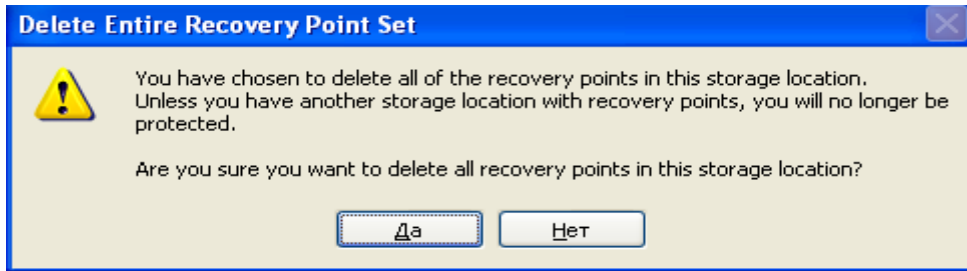 Delete Entire Recovery Point Set
You have chosen to delete all of the recovery points in this storage location.
Unless you have another storage location with recovery points, you will no longer be
protected.
Are you sure you want to delete all recovery points in this storage location?
Да
Нет